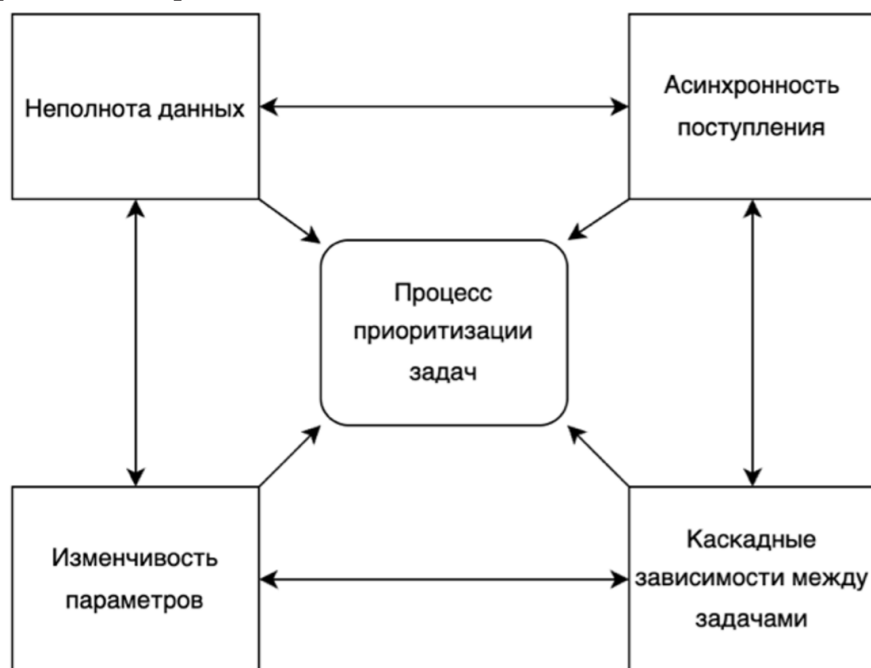 Неполнота данных
Асинхронность
поступления
Процесс
приоритизации
задач
Изменчивость
параметров
Каскадные
зависимости между
задачами